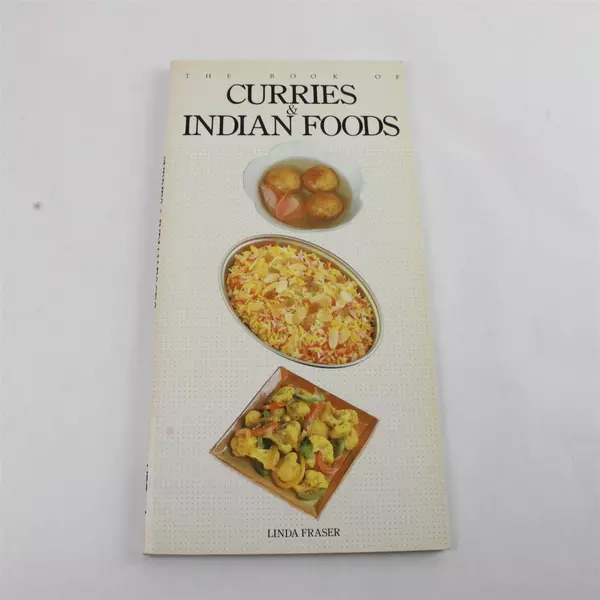 THE BOOK OF
CURRIES
&
INDIAN FOODS
LINDA FRASER